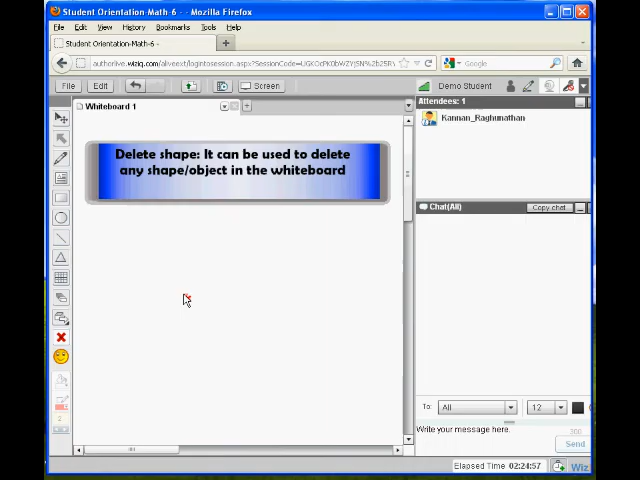 Student Orientation-Math-6 - - Mozilla Firefox
File Edit View History Bookmarks Tools Help
Student Orientation-Math-6 -
Google
File Edit Screen Demo Student
Whiteboard 1
Attendees: 1
Kannan_Raghunathan
Delete shape: It can be used to delete
any shape/object in the whiteboard
Chat(All) Copy chat
To: All 12
Write your message here.
300
Send
Elapsed Time 02:24:57 Wiz